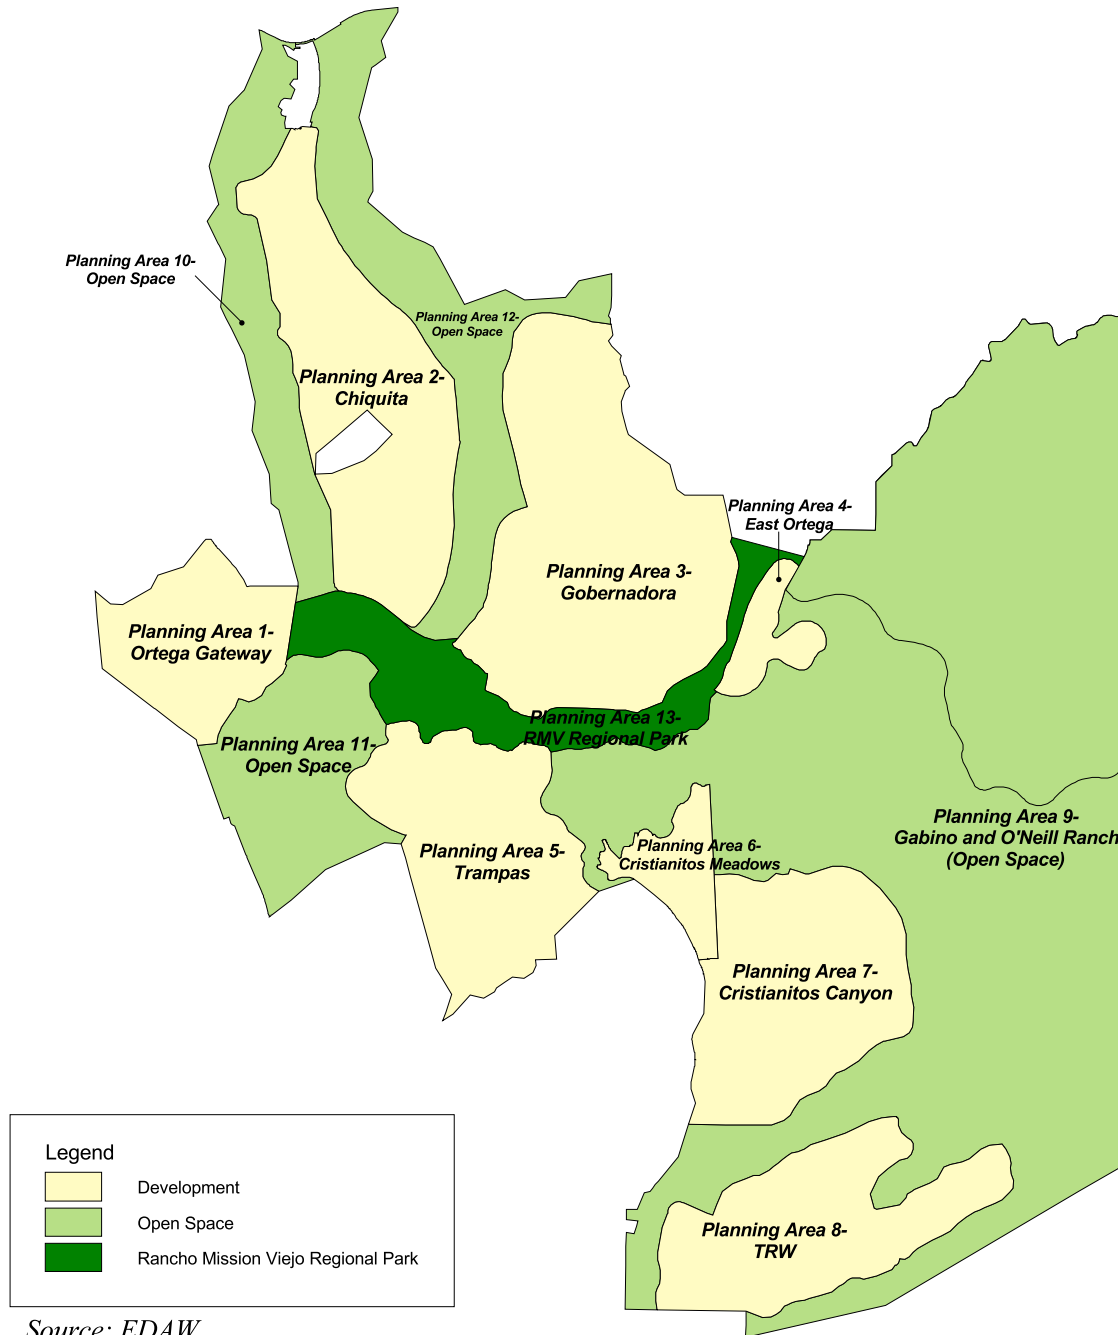 Planning Area 10-
Open Space
Planning Area 12-
Open Space
Planning Area 2-
Chiquita
Planning Area 4-
East Ortega
Planning Area 3-
Gobernadora
Planning Area 1-
Ortega Gateway
Planning Area 13-
RMV Regional Park
Planning Area 11-
Open Space
Planning Area 9-
Gabino and O'Neill Ranch
(Open Space)
Planning Area 5-
Trampas
Planning Area 6-
Cristianitos Meadows
Planning Area 7-
Cristianitos Canyon
Planning Area 8-
TRW
Legend
Development
Open Space
Rancho Mission Viejo Regional Park
Source: EDAW